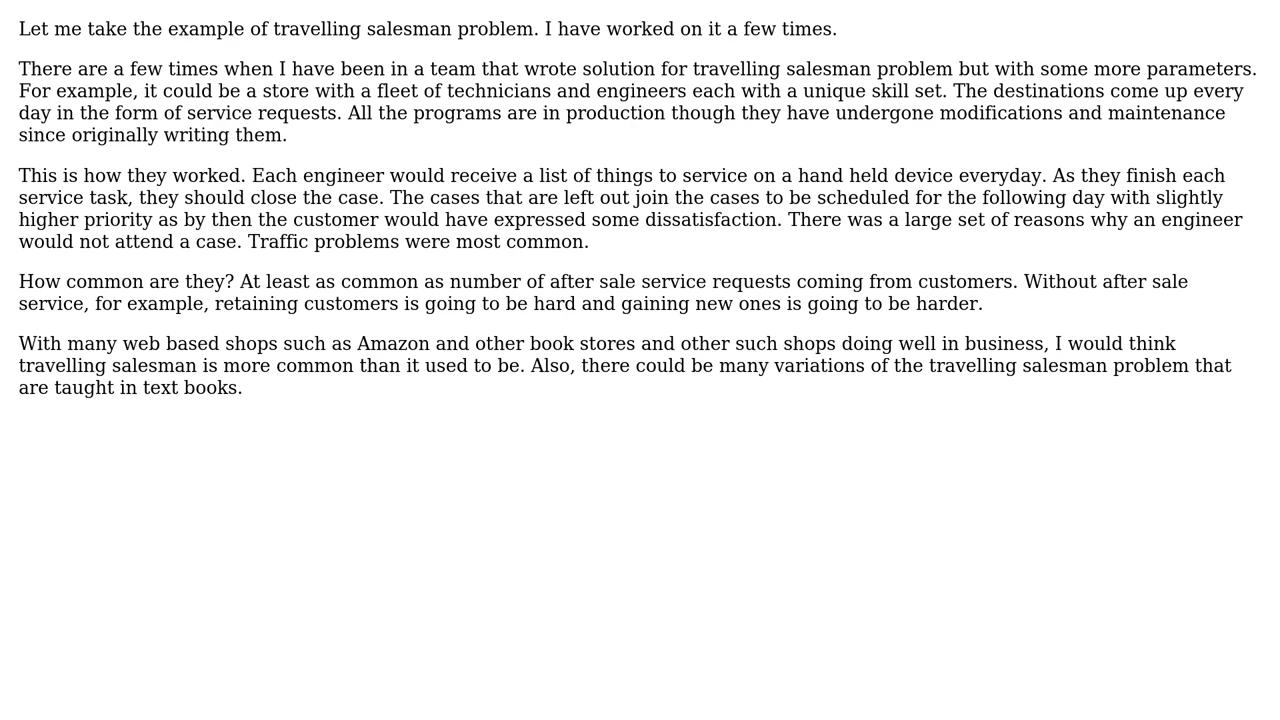 Let me take the example of travelling salesman problem. I have worked on it a few times.
There are a few times when I have been in a team that wrote solution for travelling salesman problem but with some more parameters.
For example, it could be a store with a fleet of technicians and engineers each with a unique skill set. The destinations come up every
day in the form of service requests. All the programs are in production though they have undergone modifications and maintenance
since originally writing them.
This is how they worked. Each engineer would receive a list of things to service on a hand held device everyday. As they finish each
service task, they should close the case. The cases that are left out join the cases to be scheduled for the following day with slightly
higher priority as by then the customer would have expressed some dissatisfaction. There was a large set of reasons why an engineer
would not attend a case. Traffic problems were most common.
How common are they? At least as common as number of after sale service requests coming from customers. Without after sale
service, for example, retaining customers is going to be hard and gaining new ones is going to be harder.
With many web based shops such as Amazon and other book stores and other such shops doing well in business, I would think
travelling salesman is more common than it used to be. Also, there could be many variations of the travelling salesman problem that
are taught in text books.